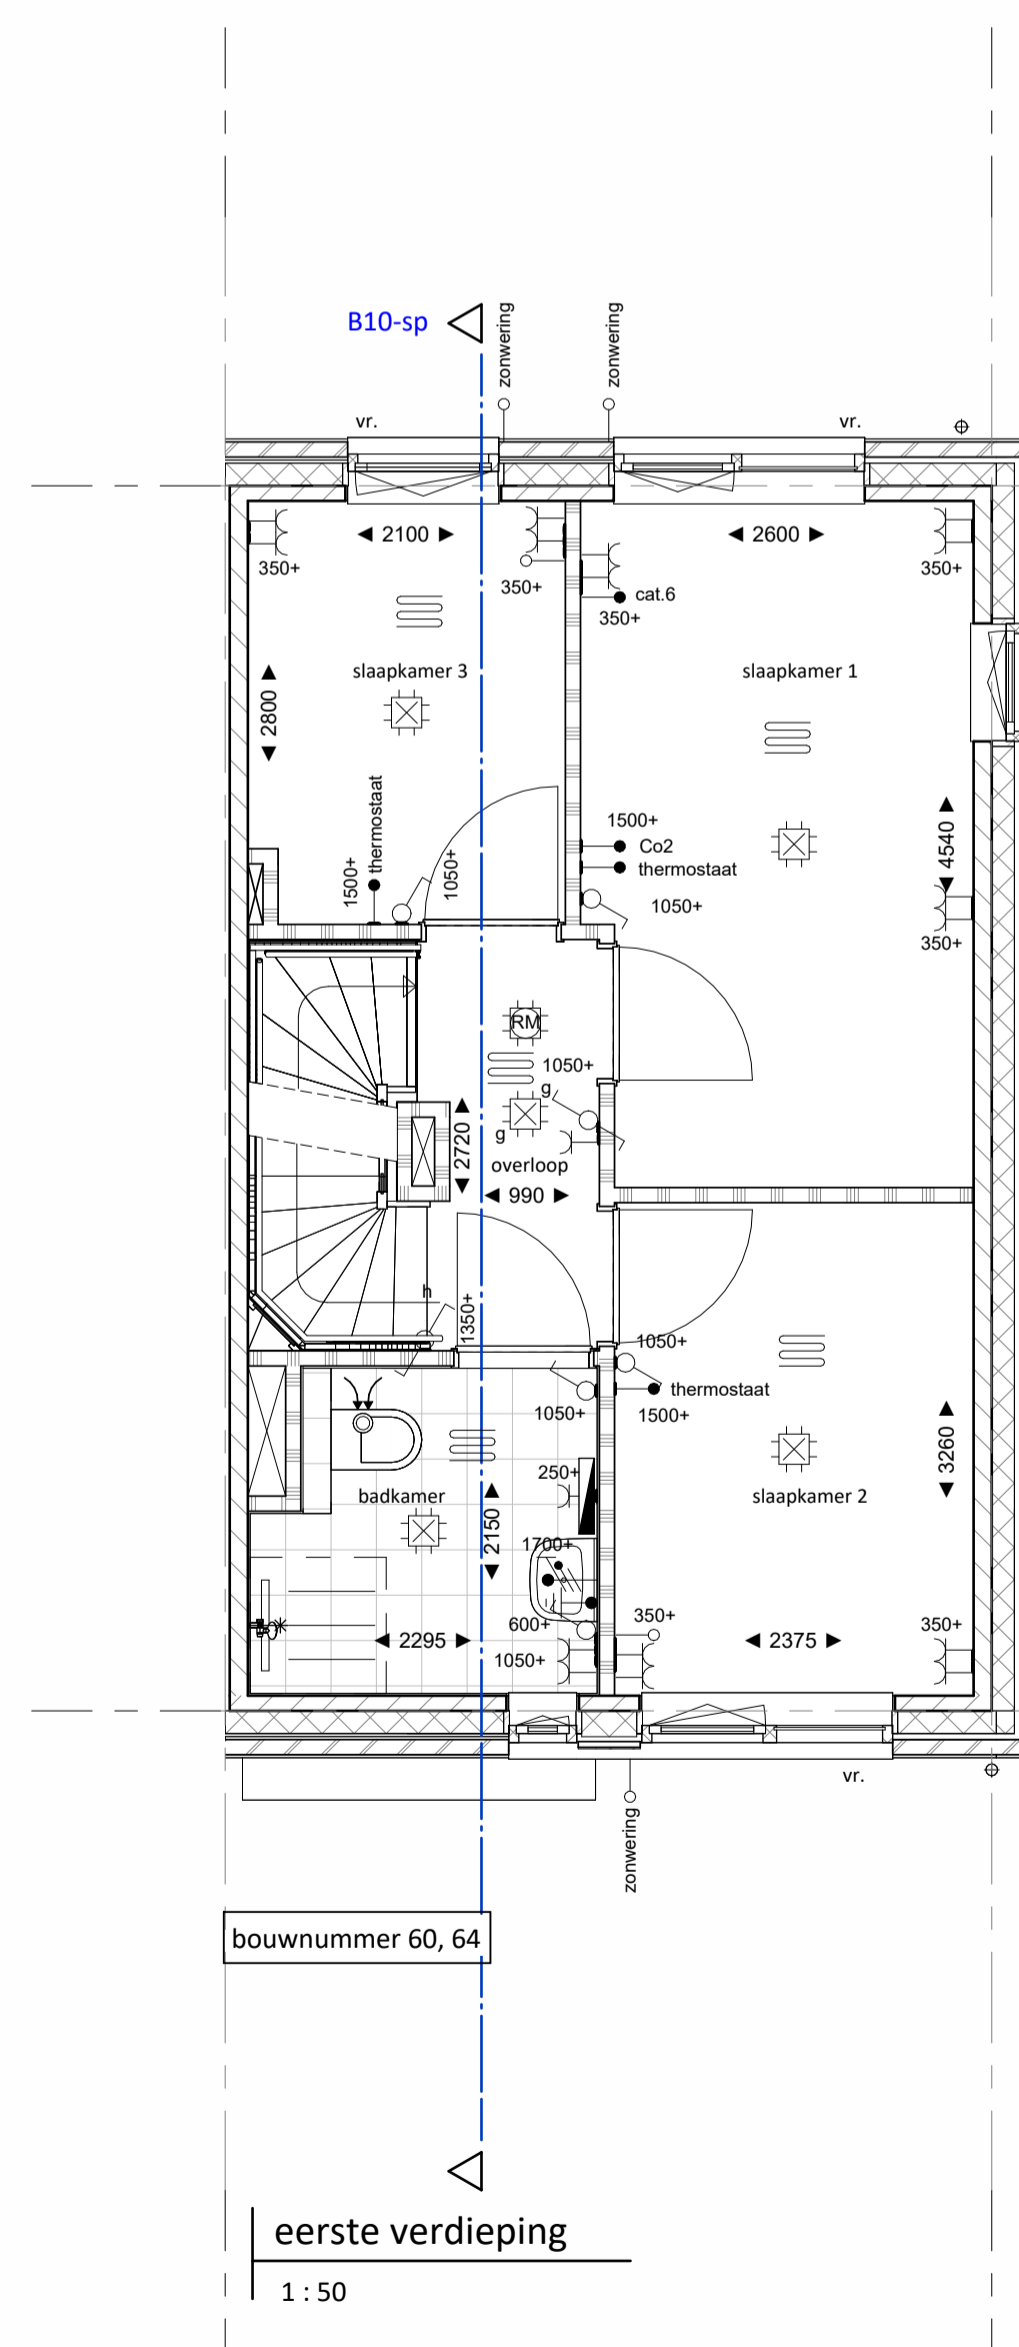 B10-sp
zonwering
zonwering
vr.
vr.
2100
2600
350+
350+
350+
cat.6
350+
slaapkamer 3
slaapkamer 1
2800
thermostaat
1500+
1050+
1500+
Co2
thermostaat
1050+
4540
350+
RM
1050+
g
g
2720
overloop
990
h
1350+
1050+
thermostaat
1500+
1050+
250+
3260
badkamer
2150
slaapkamer 2
1700+
600+
350+
350+
2295
1050+
2375
vr.
zonwering
bouwnummer 60, 64
eerste verdieping
1 : 50